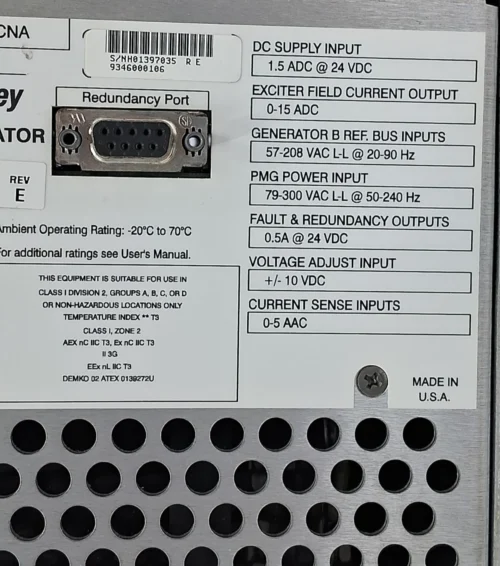 CNA
S/NH01397035 R E
9346000106
ey
Redundancy Port
ATOR
REV
E
Ambient Operating Rating: -20°C to 70°C
For additional ratings see User's Manual.
THIS EQUIPMENT IS SUITABLE FOR USE IN
CLASS I DIVISION 2, GROUPS A, B, C, OR D
OR NON-HAZARDOUS LOCATIONS ONLY
TEMPERATURE INDEX ** T3
CLASS I, ZONE 2
AEX nC IIC T3, Ex nC IIC T3
II 3G
EEx nL IIC T3
DEMKO 02 ATEX 0139272U
DC SUPPLY INPUT
1.5 ADC @ 24 VDC
EXCITER FIELD CURRENT OUTPUT
0-15 ADC
GENERATOR B REF. BUS INPUTS
57-208 VAC L-L @ 20-90 Hz
PMG POWER INPUT
79-300 VAC L-L @ 50-240 Hz
FAULT & REDUNDANCY OUTPUTS
0.5A @ 24 VDC
VOLTAGE ADJUST INPUT
+/- 10 VDC
CURRENT SENSE INPUTS
0-5 AAC
MADE IN
U.S.A.